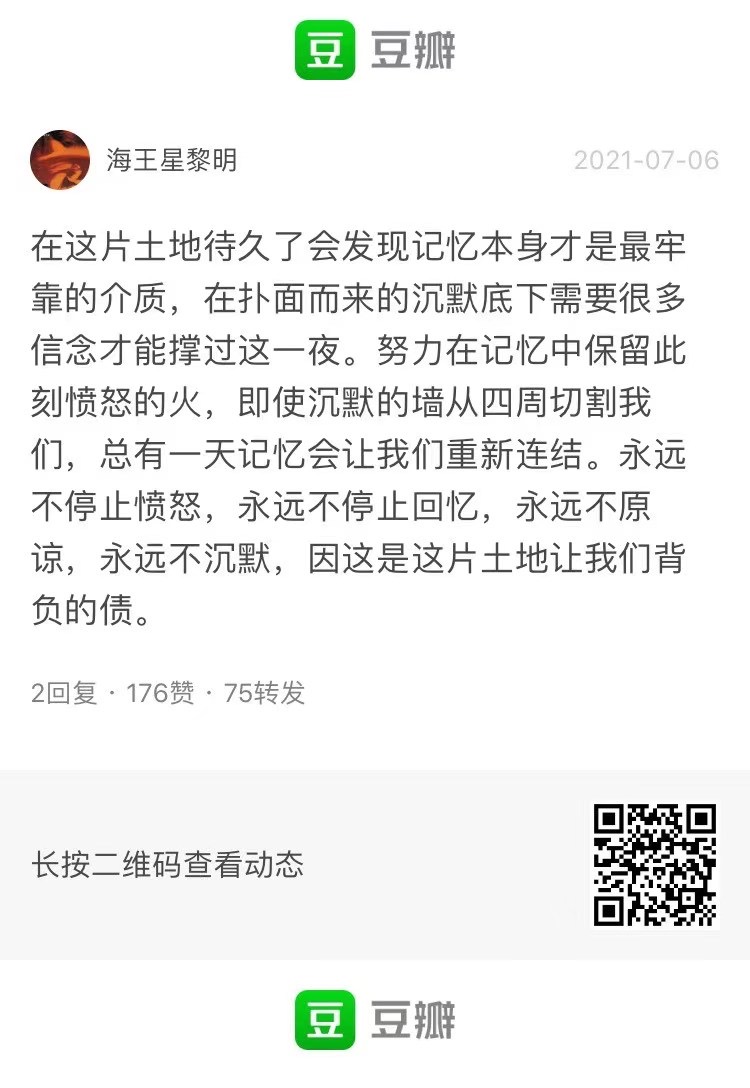 豆 豆瓣
海王星黎明 2021-07-06
在这片土地待久了会发现记忆本身才是最牢
靠的介质，在扑面而来的沉默底下需要很多
信念才能撑过这一夜。努力在记忆中保留此
刻愤怒的火，即使沉默的墙从四周切割我
们，总有一天记忆会让我们重新连结。永远
不停止愤怒，永远不停止回忆，永远不原
谅，永远不沉默，因这是这片土地让我们背
负的债。
2回复 · 176赞 · 75转发
长按二维码查看动态
豆 豆瓣